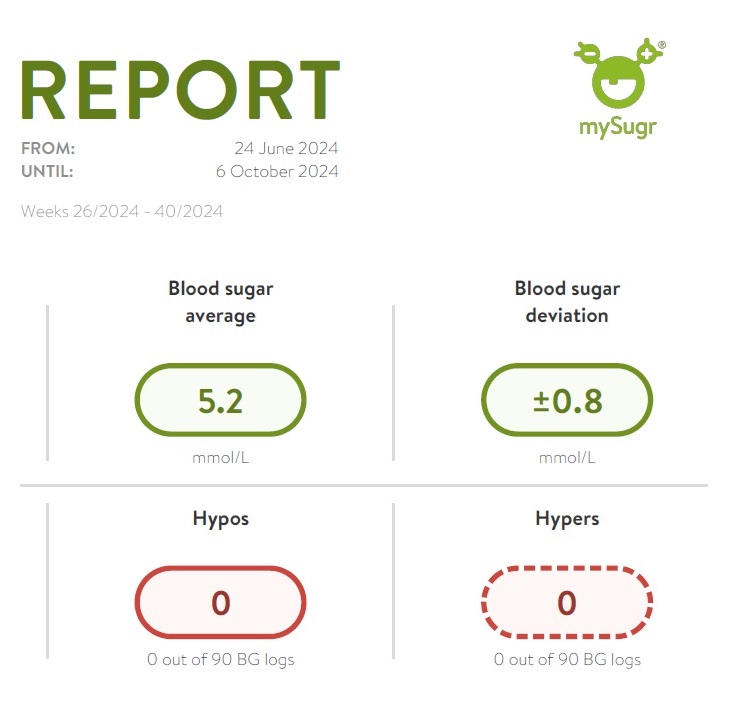 REPORT
FROM: 24 June 2024
UNTIL: 6 October 2024
Weeks 26/2024 - 40/2024
mySugr®
Blood sugar
average
5.2
mmol/L
Blood sugar
deviation
±0.8
mmol/L
Hypos
0
0 out of 90 BG logs
Hypers
0
0 out of 90 BG logs